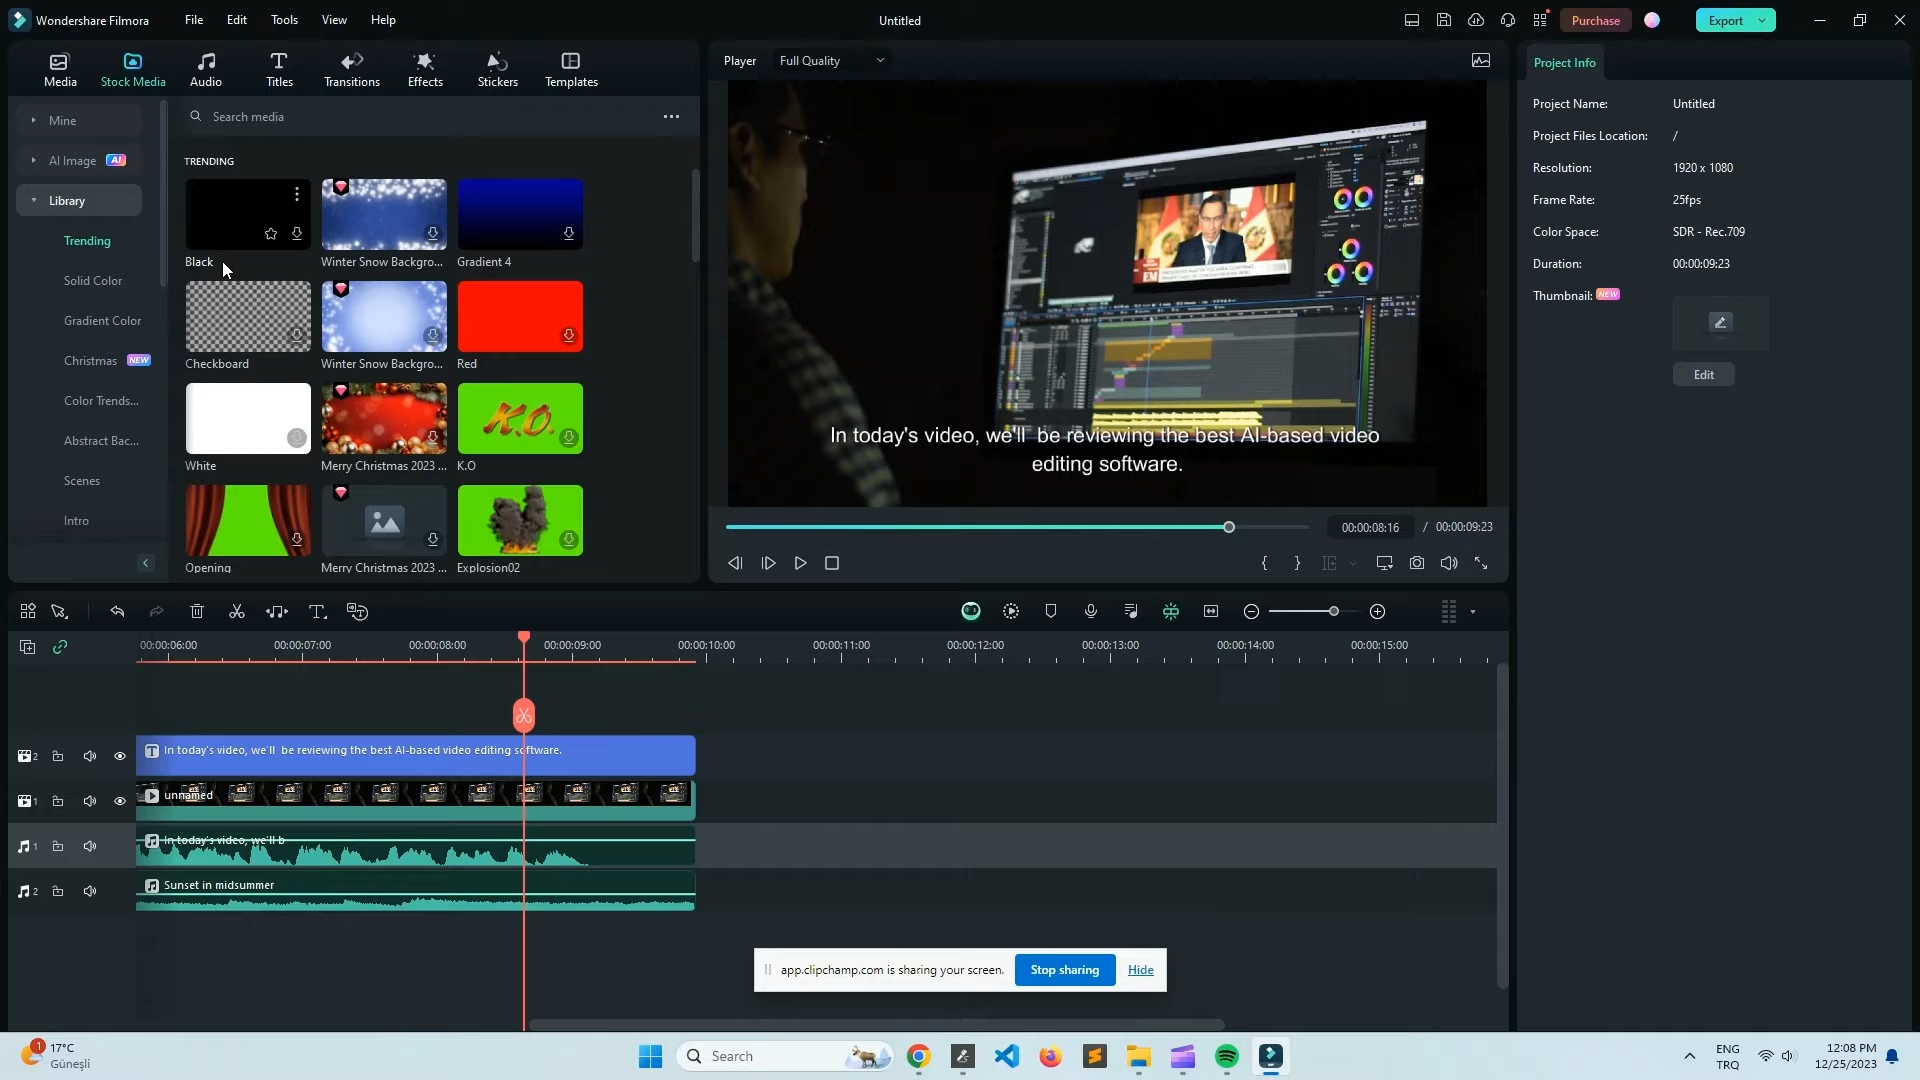 Wondershare Filmora
File
Edit
Tools
View
Help
Untitled
Purchase
Export
Media
Stock Media
Audio
Titles
Transitions
Effects
Stickers
Templates
Player
Full Quality
Project Info
Mine
AI Image
AI
Library
Trending
Solid Color
Gradient Color
Christmas
NEW
Color Trends...
Abstract Bac...
Scenes
Intro
Search media
TRENDING
Black
Winter Snow Backgro...
Gradient 4
Checkboard
Winter Snow Backgro...
Red
White
Merry Christmas 2023 ...
K.O.
K.O
Opening
Merry Christmas 2023 ...
Explosion02
In today's video, we'll  be reviewing the best AI-based video
editing software.
00:00:08:16
/
00:00:09:23
Project Name:
Untitled
Project Files Location:
/
Resolution:
1920 x 1080
Frame Rate:
25fps
Color Space:
SDR - Rec.709
Duration:
00:00:09:23
Thumbnail:
NEW
Edit
00:00:06:00
00:00:07:00
00:00:08:00
00:00:09:00
00:00:10:00
00:00:11:00
00:00:12:00
00:00:13:00
00:00:14:00
00:00:15:00
2
In today's video, we'll  be reviewing the best AI-based video editing software.
1
unnamed
1
In today's video, we'll b
2
Sunset in midsummer
app.clipchamp.com is sharing your screen.
Stop sharing
Hide
1
17°C
Güneşli
Search
ENG
TRQ
12:08 PM
12/25/2023